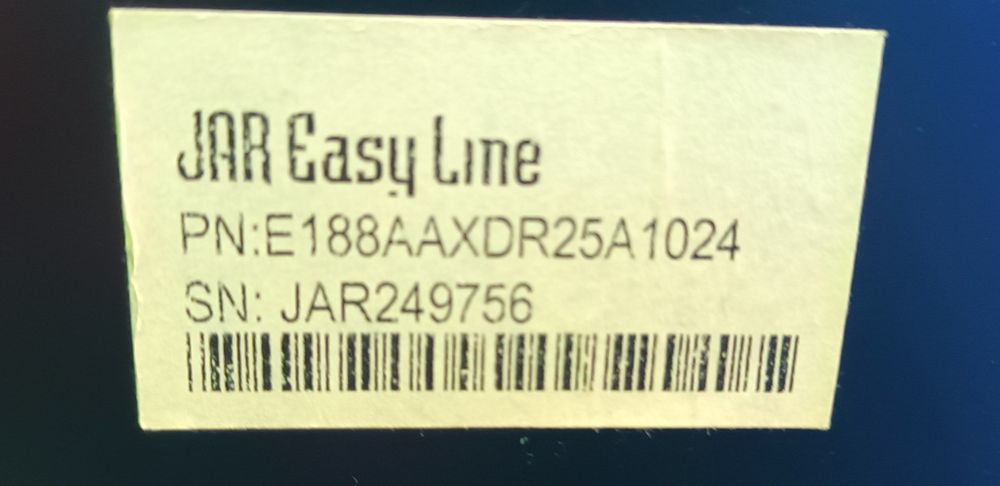 JAR Easy Line
PN:E188AAXDR25A1024
SN: JAR249756